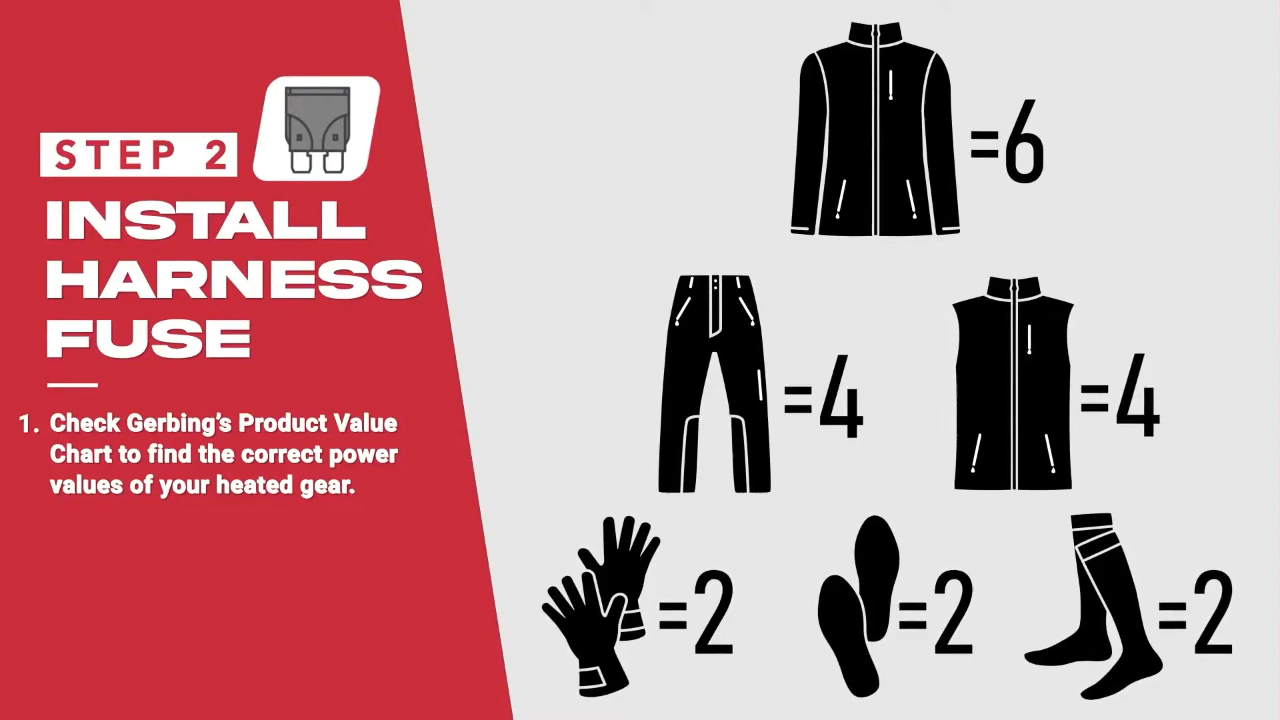 STEP 2
INSTALL
HARNESS
FUSE
1. Check Gerbing's Product Value
Chart to find the correct power
values of your heated gear.
=6
=4
=4
=2
=2
=2